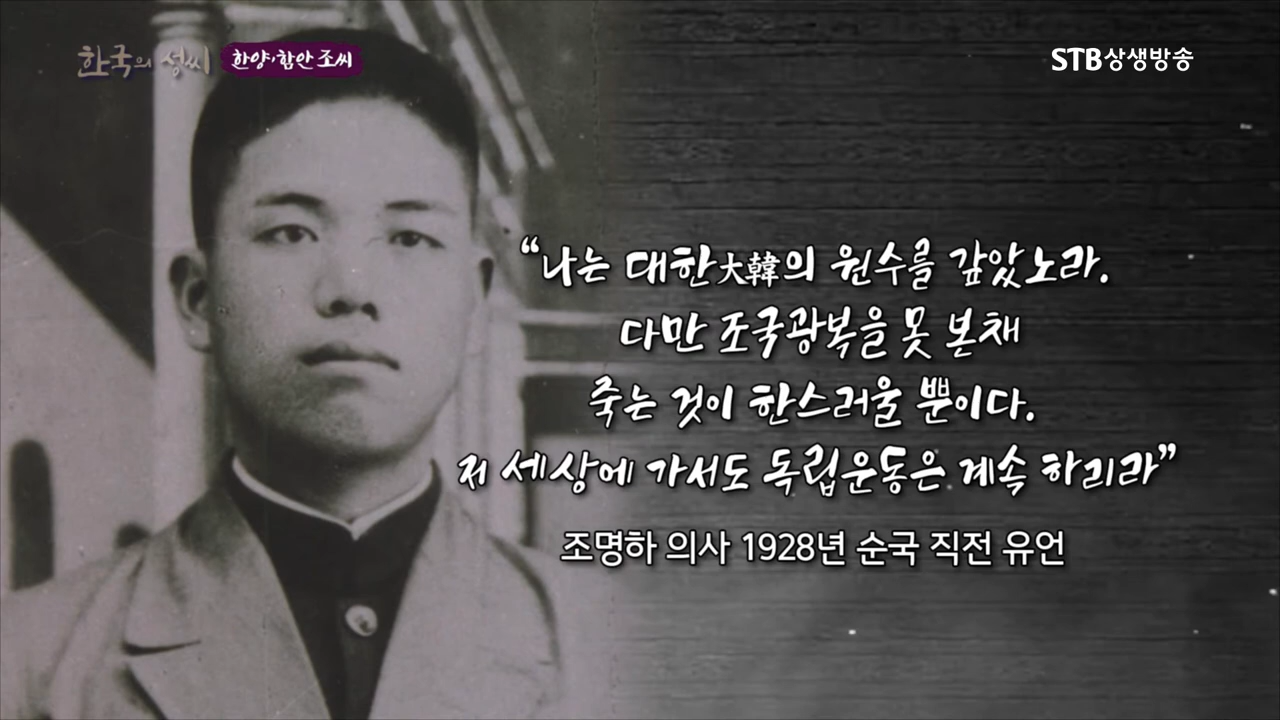 한국의 성씨 한양·함안 조씨
STB상생방송
“나는 대한大韓의 원수를 갚았노라.
다만 조국광복을 못 본채
죽는 것이 한스러울 뿐이다.
저 세상에 가서도 독립운동은 계속 하리라”
조명하 의사 1928년 순국 직전 유언